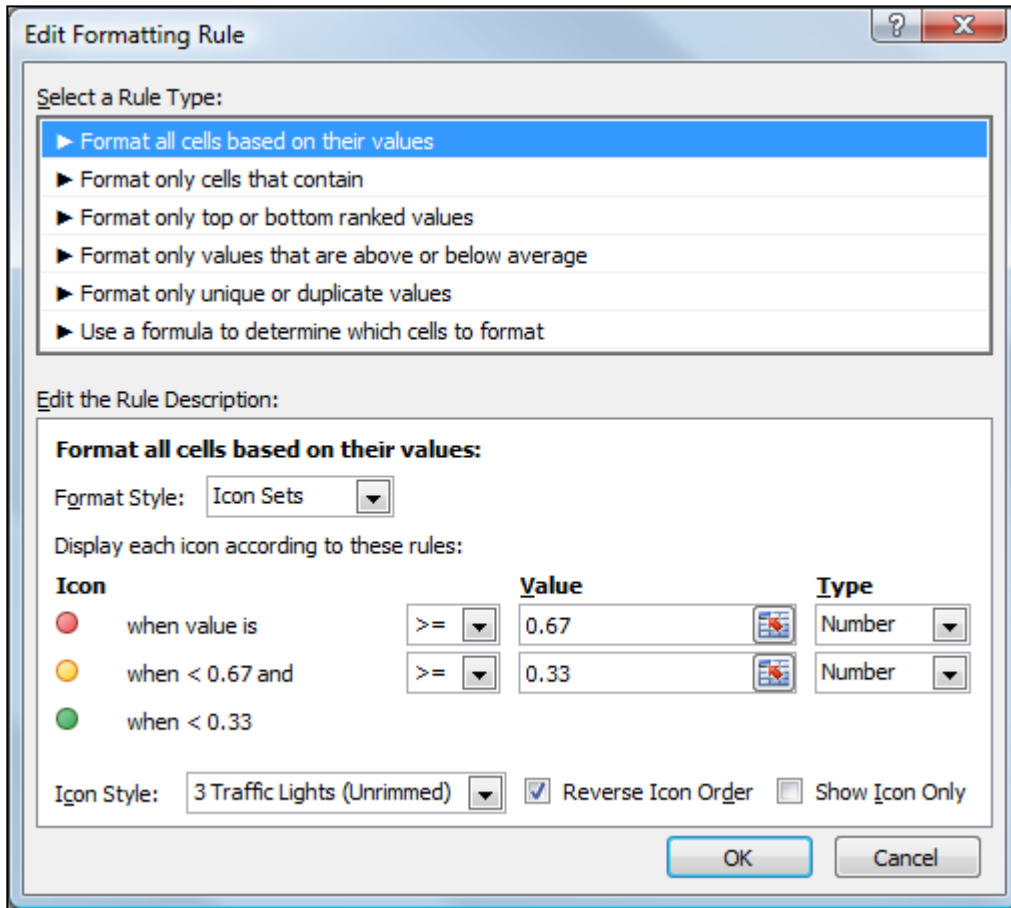 Edit Formatting Rule
Select a Rule Type:
► Format all cells based on their values
► Format only cells that contain
► Format only top or bottom ranked values
► Format only values that are above or below average
► Format only unique or duplicate values
► Use a formula to determine which cells to format
Edit the Rule Description:
Format all cells based on their values:
Format Style: Icon Sets
Display each icon according to these rules:
Icon Value Type
when value is >= 0.67 Number
when < 0.67 and >= 0.33 Number
when < 0.33
Icon Style: 3 Traffic Lights (Unrimmed) Reverse Icon Order Show Icon Only
OK Cancel